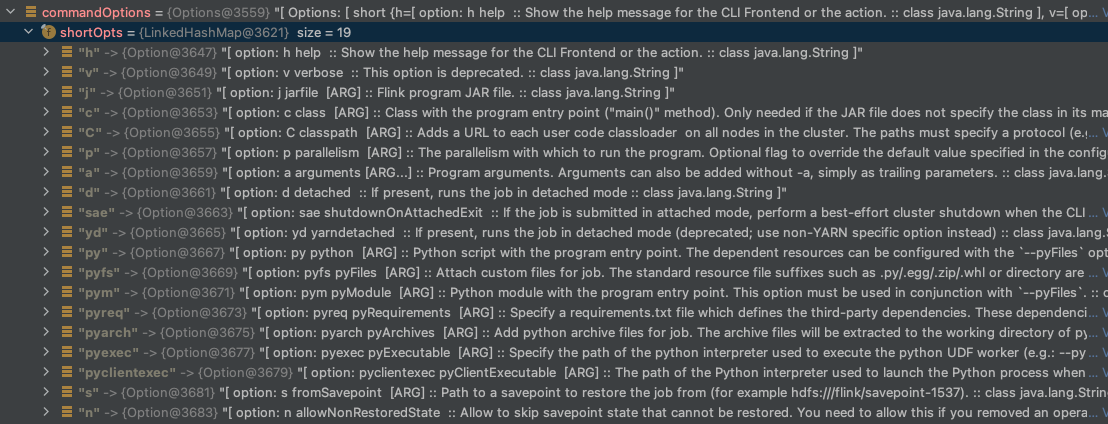 commandOptions = {Options@3559} "[ Options: [ short {h=[ option: h help  :: Show the help message for the CLI Frontend or the action. :: class java.lang.String ], v=[ op... View
f shortOpts = {LinkedHashMap@3621}  size = 19
"h" -> {Option@3647} "[ option: h help  :: Show the help message for the CLI Frontend or the action. :: class java.lang.String ]"
"v" -> {Option@3649} "[ option: v verbose  :: This option is deprecated. :: class java.lang.String ]"
"j" -> {Option@3651} "[ option: j jarfile  [ARG] :: Flink program JAR file. :: class java.lang.String ]"
"c" -> {Option@3653} "[ option: c class  [ARG] :: Class with the program entry point ("main()" method). Only needed if the JAR file does not specify the class in its ma
"C" -> {Option@3655} "[ option: C classpath  [ARG] :: Adds a URL to each user code classloader  on all nodes in the cluster. The paths must specify a protocol (e.g... V
"p" -> {Option@3657} "[ option: p parallelism  [ARG] :: The parallelism with which to run the program. Optional flag to override the default value specified in the config
"a" -> {Option@3659} "[ option: a arguments [ARG...] :: Program arguments. Arguments can also be added without -a, simply as trailing parameters. :: class java.lan
"d" -> {Option@3661} "[ option: d detached  :: If present, runs the job in detached mode :: class java.lang.String ]"
"sae" -> {Option@3663} "[ option: sae shutdownOnAttachedExit  :: If the job is submitted in attached mode, perform a best-effort cluster shutdown when the CLI ... V
"yd" -> {Option@3665} "[ option: yd yarndetached  :: If present, runs the job in detached mode (deprecated; use non-YARN specific option instead) :: class java.lang.
"py" -> {Option@3667} "[ option: py python  [ARG] :: Python script with the program entry point. The dependent resources can be configured with the `--pyFiles` opt
"pyfs" -> {Option@3669} "[ option: pyfs pyFiles  [ARG] :: Attach custom files for job. The standard resource file suffixes such as .py/.egg/.zip/.whl or directory are ... V
"pym" -> {Option@3671} "[ option: pym pyModule  [ARG] :: Python module with the program entry point. This option must be used in conjunction with `--pyFiles`. :: c
"pyreq" -> {Option@3673} "[ option: pyreq pyRequirements  [ARG] :: Specify a requirements.txt file which defines the third-party dependencies. These dependenci... V
"pyarch" -> {Option@3675} "[ option: pyarch pyArchives  [ARG] :: Add python archive files for job. The archive files will be extracted to the working directory of py... V
"pyexec" -> {Option@3677} "[ option: pyexec pyExecutable  [ARG] :: Specify the path of the python interpreter used to execute the python UDF worker (e.g.: --py... V
"pyclientexec" -> {Option@3679} "[ option: pyclientexec pyClientExecutable  [ARG] :: The path of the Python interpreter used to launch the Python process when ... V
"s" -> {Option@3681} "[ option: s fromSavepoint  [ARG] :: Path to a savepoint to restore the job from (for example hdfs:///flink/savepoint-1537). :: class java.lang.Strin
"n" -> {Option@3683} "[ option: n allowNonRestoredState  :: Allow to skip savepoint state that cannot be restored. You need to allow this if you removed an opera... V